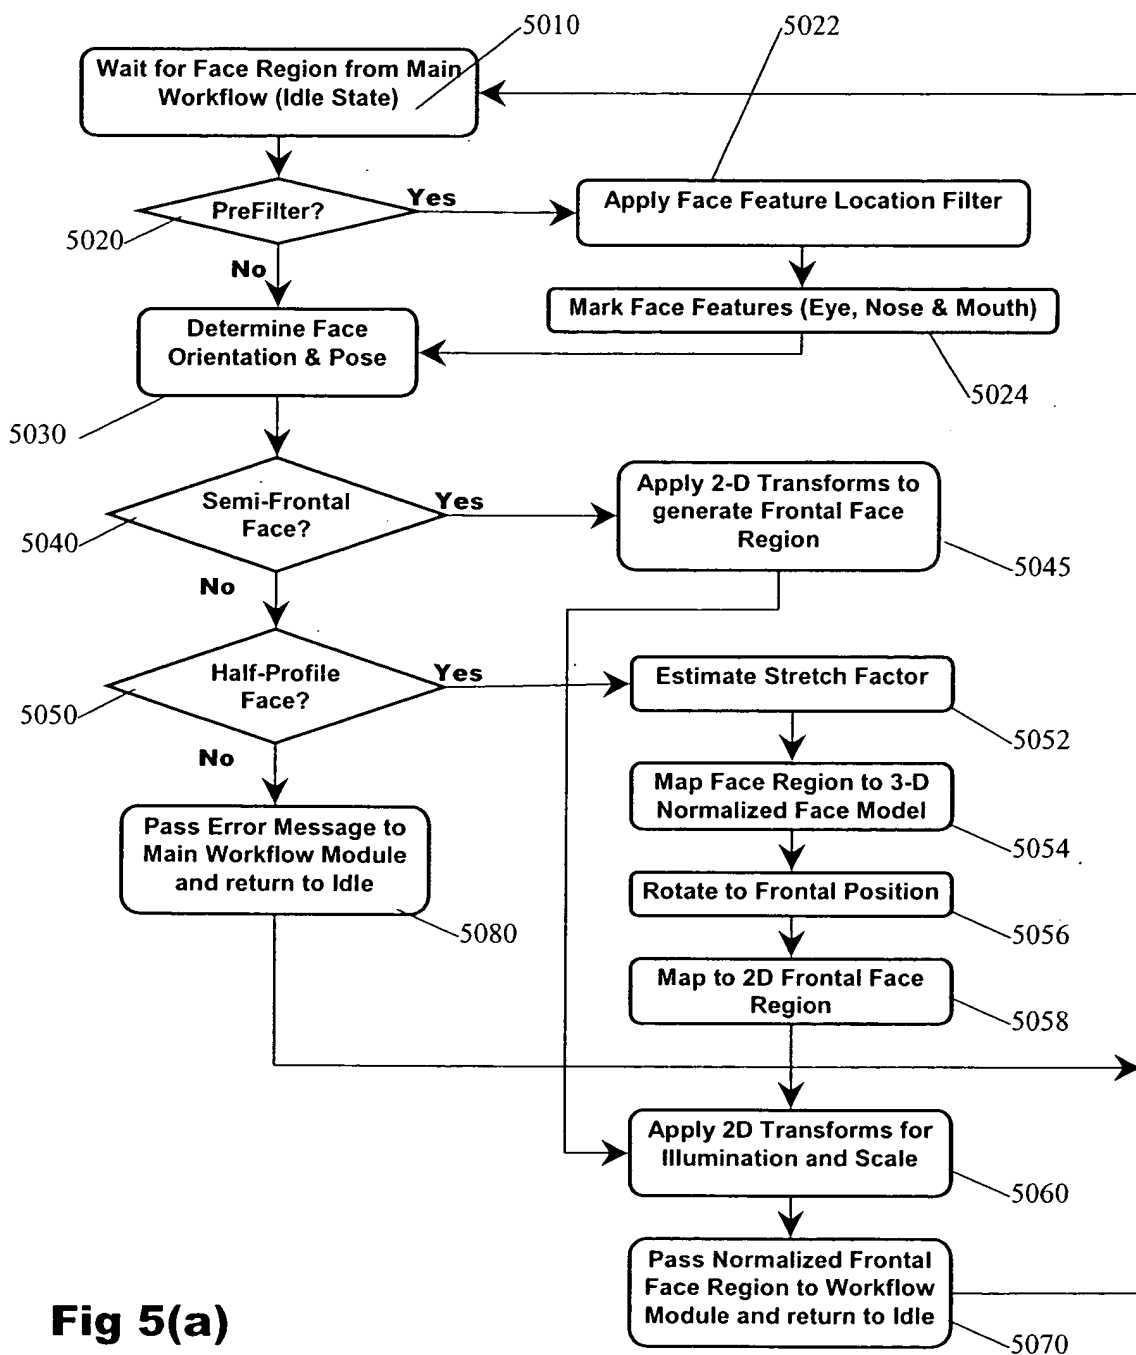 5010
5022
Wait for Face Region from Main
Workflow (Idle State)
PreFilter?
Yes
Apply Face Feature Location Filter
5020
No
Mark Face Features (Eye, Nose & Mouth)
Determine Face
Orientation & Pose
5024
5030
Semi-Frontal
Face?
Yes
Apply 2-D Transforms to
generate Frontal Face
Region
5040
5045
No
Half-Profile
Face?
Yes
Estimate Stretch Factor
5050
5052
No
Map Face Region to 3-D
Normalized Face Model
5054
Pass Error Message to
Main Workflow Module
and return to Idle
5080
Rotate to Frontal Position
5056
Map to 2D Frontal Face
Region
5058
Apply 2D Transforms for
Illumination and Scale
5060
Pass Normalized Frontal
Face Region to Workflow
Module and return to Idle
5070
Fig 5(a)